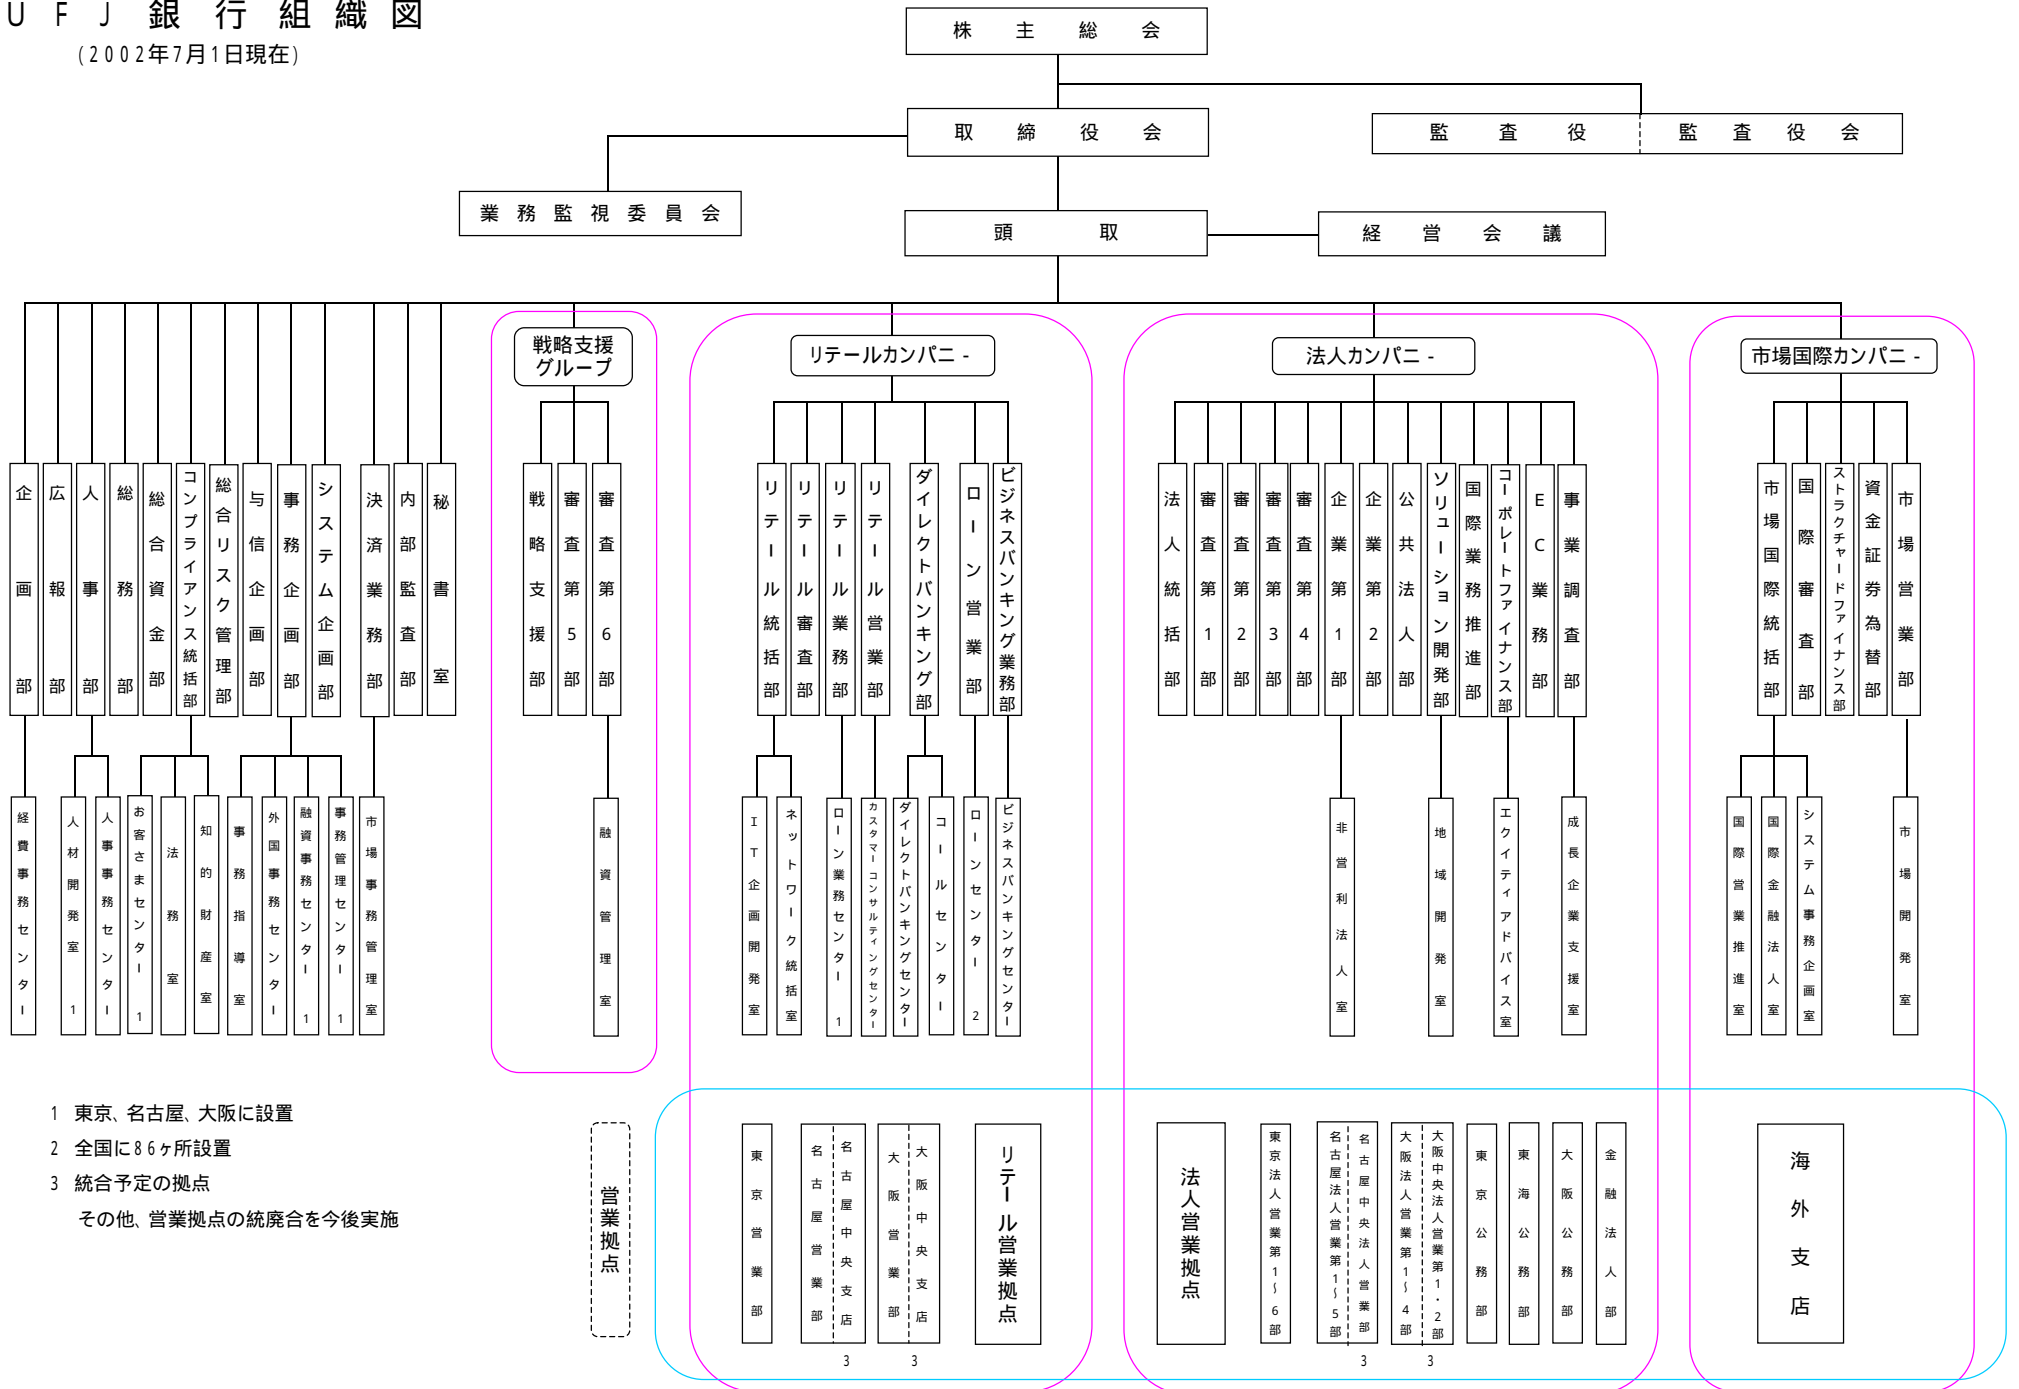 UFJ銀行組織図
(2002年7月1日現在)
株主総会
取締役会
監査役
監査役会
業務監視委員会
頭取
経営会議
戦略支援
グループ
リテールカンパニ-
法人カンパニ-
市場国際カンパニ-
企画部
広報部
人事部
総務部
総合資金部
コンプライアンス統括部
総合リスク管理部
与信企画部
事務企画部
システム企画部
決済業務部
内部監査部
秘書室
戦略支援部
審査第5部
審査第6部
リテール統括部
リテール審査部
リテール業務部
リテール営業部
ダイレクトバンキング部
ローン営業部
ビジネスバンキング業務部
法人統括部
審査第1部
審査第2部
審査第3部
審査第4部
企業第1部
企業第2部
公共法人部
ソリューション開発部
国際業務推進部
コーポレートファイナンス部
EC業務部
事業調査部
市場国際統括部
国際審査部
ストラクチャードファイナンス部
資金証券為替部
市場営業部
経費事務センター
人材開発室 1
人事事務センター
お客さまセンター 1
法務室
知的財産室
事務指導室
外国事務センター
融資事務センター 1
事務管理センター 1
市場事務管理室
融資管理室
IT企画開発室
ネットワーク統括室
ローン業務センター 1
カスタマーコンサルティングセンター
ダイレクトバンキングセンター
コールセンター
ローンセンター 2
ビジネスバンキングセンター
非営利法人室
地域開発室
エクイティアドバイス室
成長企業支援室
国際営業推進室
国際金融法人室
システム事務企画室
市場開発室
1 東京、名古屋、大阪に設置
2 全国に86ヶ所設置
3 統合予定の拠点
その他、営業拠点の統廃合を今後実施
営業拠点
東京営業部
名古屋営業部
名古屋中央支店
大阪営業部
大阪中央支店
リテール営業拠点
法人営業拠点
東京法人営業第1~6部
名古屋法人営業第1~5部
名古屋中央法人営業部
大阪法人営業第1~4部
大阪中央法人営業第1・2部
東京公務部
東海公務部
大阪公務部
金融法人部
海外支店
3
3
3
3